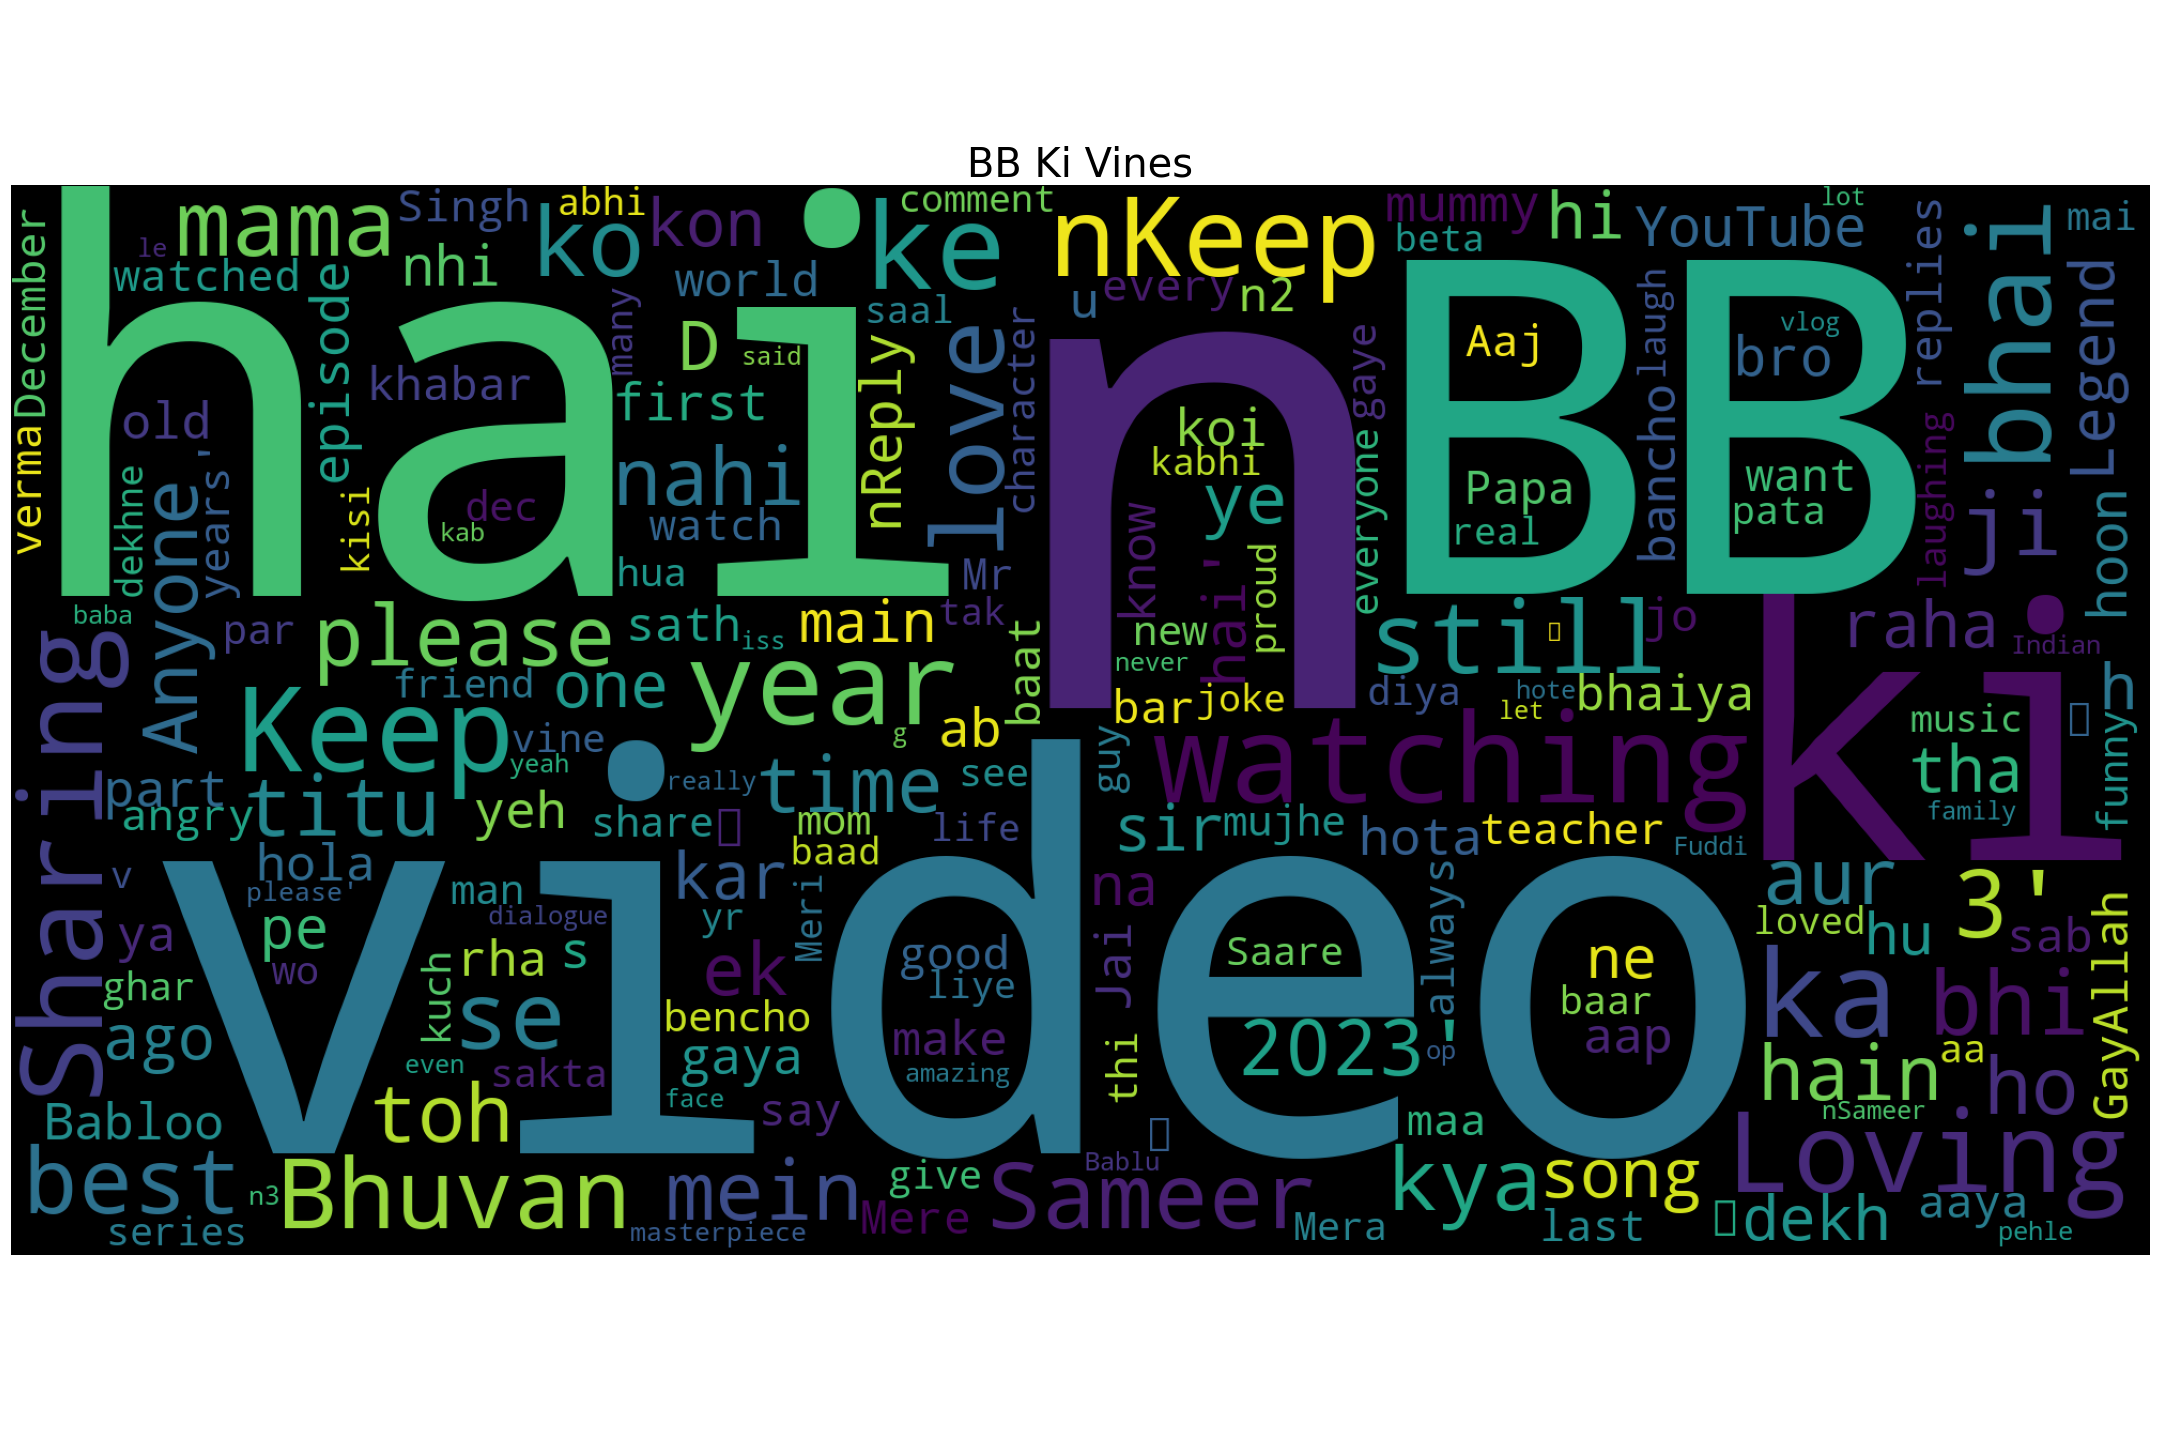 BB Ki Vines
hai
n
BB
ki
video
mama
Singh
abhi
ko
kon
comment
ke
nKeep
mummy
hi
lot
YouTube
replies
bhai
mai
December
le
watched
nhi
world
saal
u
every
n2
beta
episode
many
D
said
nReply
love
character
gaye
Aaj
vlog
bro
laugh
Legend
khabar
first
old
verma
dekhne
Anyone
years'
kisi
dec
kab
nahi
watch
koi
kabhi
ye
everyone
Papa
real
want
pata
bancho
laughing
ji
hoon
hua
Mr
tak
know
hai'
proud
baba
par
please
sath
iss
main
baat
new
never
still
jo
raha
Indian
Sharing
friend
one
year
g
ab
bar
joke
diya
hote
let
bhaiya
h
Keep
vine
yeah
really
time
see
guy
watching
music
tha
family
funny
part
angry
titu
yeh
share
mom
baad
life
sir
mujhe
hota
teacher
Fuddi
hola
please'
v
man
dialogue
kar
Meri
na
always
aur
3'
ya
pe
wo
kuch
rha
s
yr
ek
good
liye
Jai
Saare
ne
baar
aap
loved
hu
sab
GayAllah
ghar
ago
se
bencho
make
amazing
thi
2023'
op
ka
bhi
even
sakta
gaya
face
say
hain
aa
ho
nSameer
Babloo
toh
maa
Loving
best
n3
Bhuvan
mein
give
Bablu
Sameer
kya
song
series
masterpiece
Mere
Mera
last
dekh
aaya
pehle